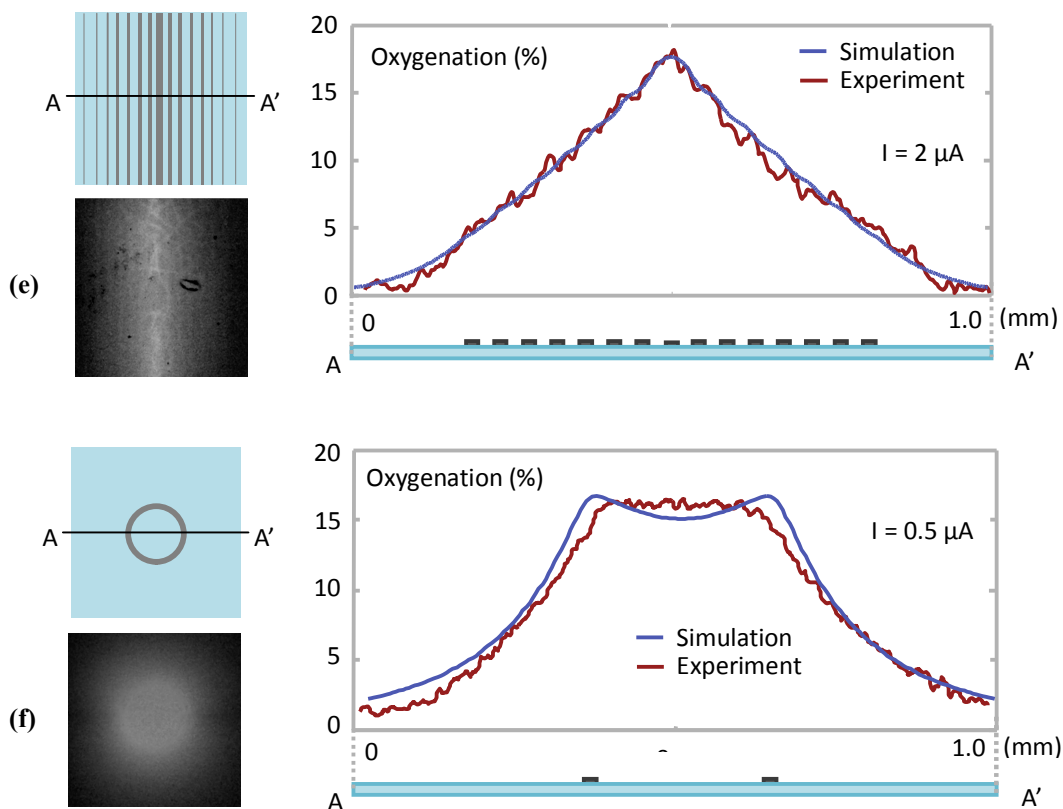 20
Oxygenation (%)
Simulation
Experiment
15
A A’
I = 2 µA
10
5
(e)
0
0 1.0 (mm)
A A’
20
Oxygenation (%)
15
I = 0.5 µA
A A’
10
Simulation
5
Experiment
(f)
0
0 1.0 (mm)
A A’